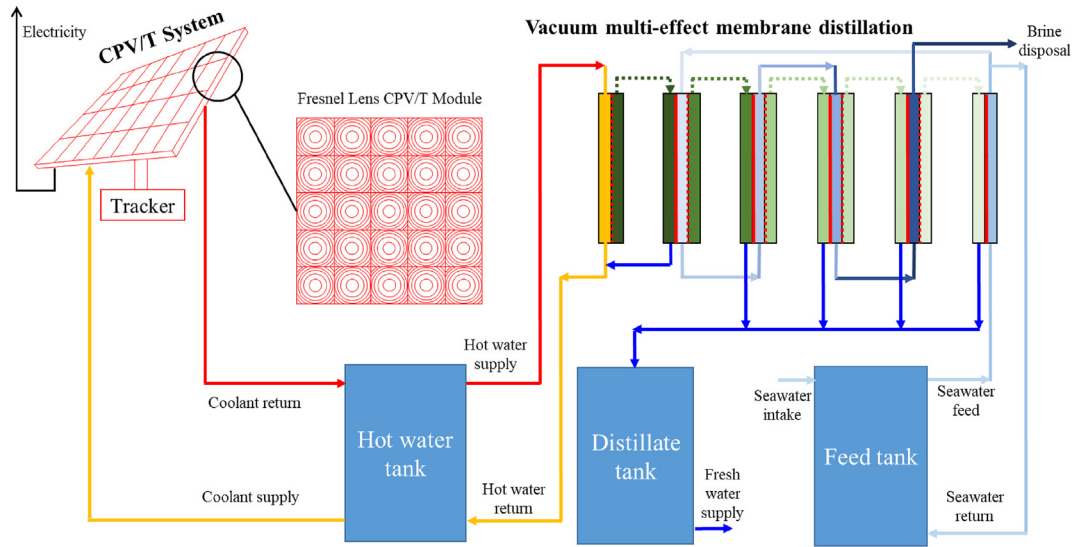 Electricity
CPV/T System
Vacuum multi-effect membrane distillation
Brine
disposal
Fresnel Lens CPV/T Module
Tracker
Hot water
supply
Coolant return
Seawater
intake
Seawater
feed
Hot water
tank
Distillate
tank
Feed tank
Coolant supply
Hot water
return
Fresh
water
supply
Seawater
return